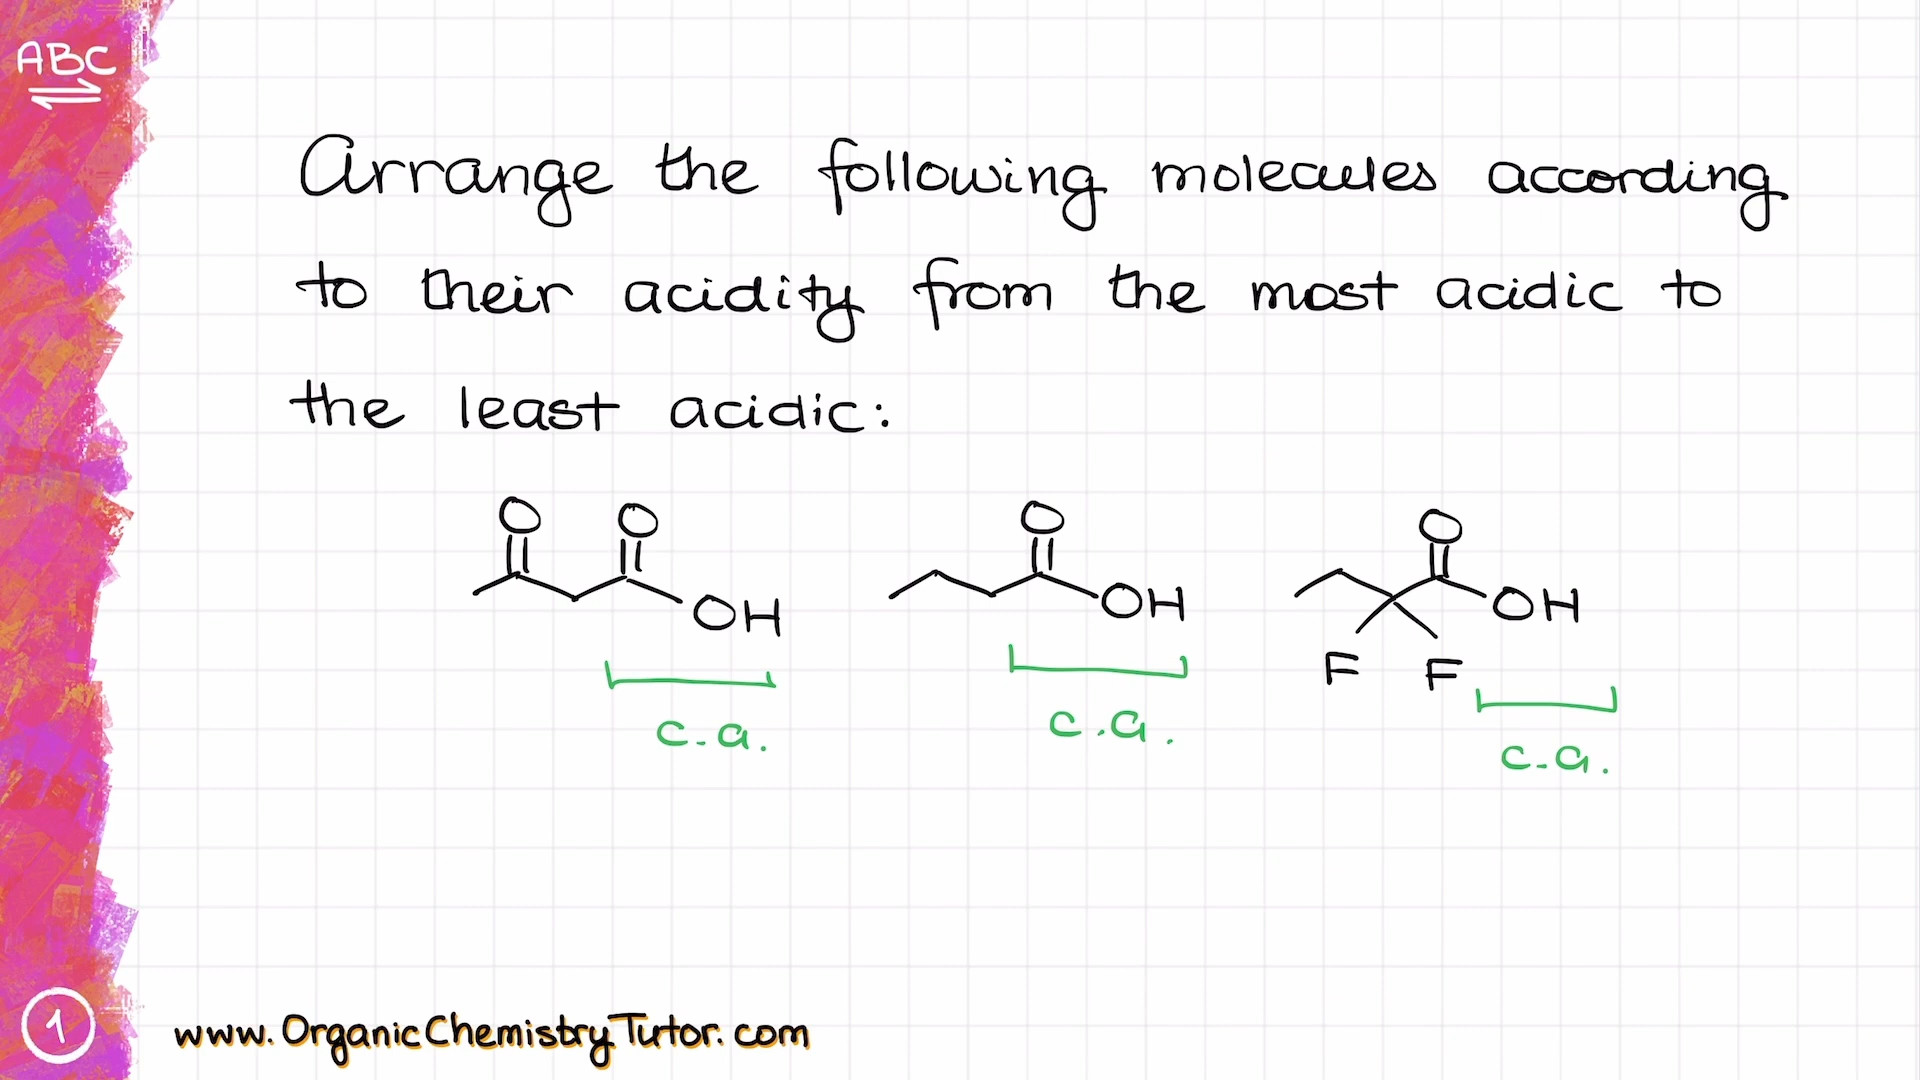 ABC
Arrange the following molecules according
to their acidity from the most acidic to
the least acidic:
O O OH
O OH
O OH F F
c.a. c.a. c.a.
1 www.OrganicChemistryTutor.com